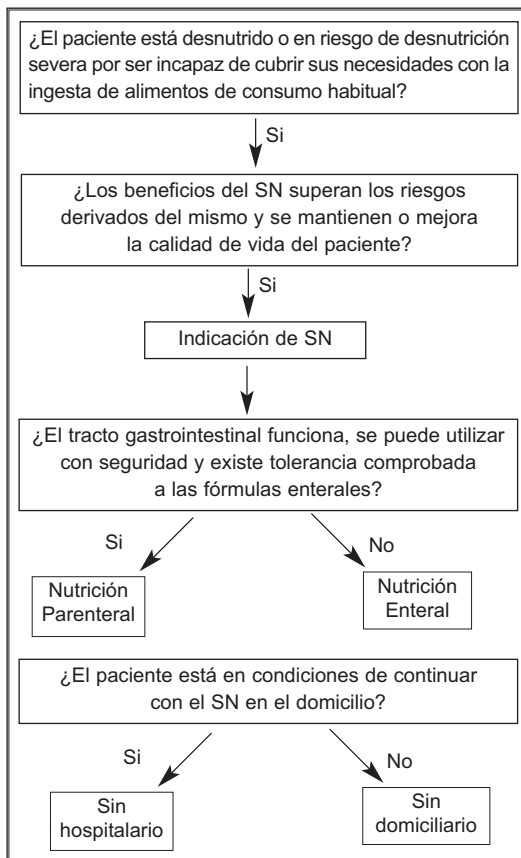 ¿El paciente está desnutrido o en riesgo de desnutrición
severa por ser incapaz de cubrir sus necesidades con la
ingesta de alimentos de consumo habitual?
Si
¿Los beneficios del SN superan los riesgos
derivados del mismo y se mantienen o mejora
la calidad de vida del paciente?
Si
Indicación de SN
¿El tracto gastrointestinal funciona, se puede utilizar
con seguridad y existe tolerancia comprobada
a las fórmulas enterales?
Si
No
Nutrición
Parenteral
Nutrición
Enteral
¿El paciente está en condiciones de continuar
con el SN en el domicilio?
Si
No
Sin
hospitalario
Sin
domiciliario